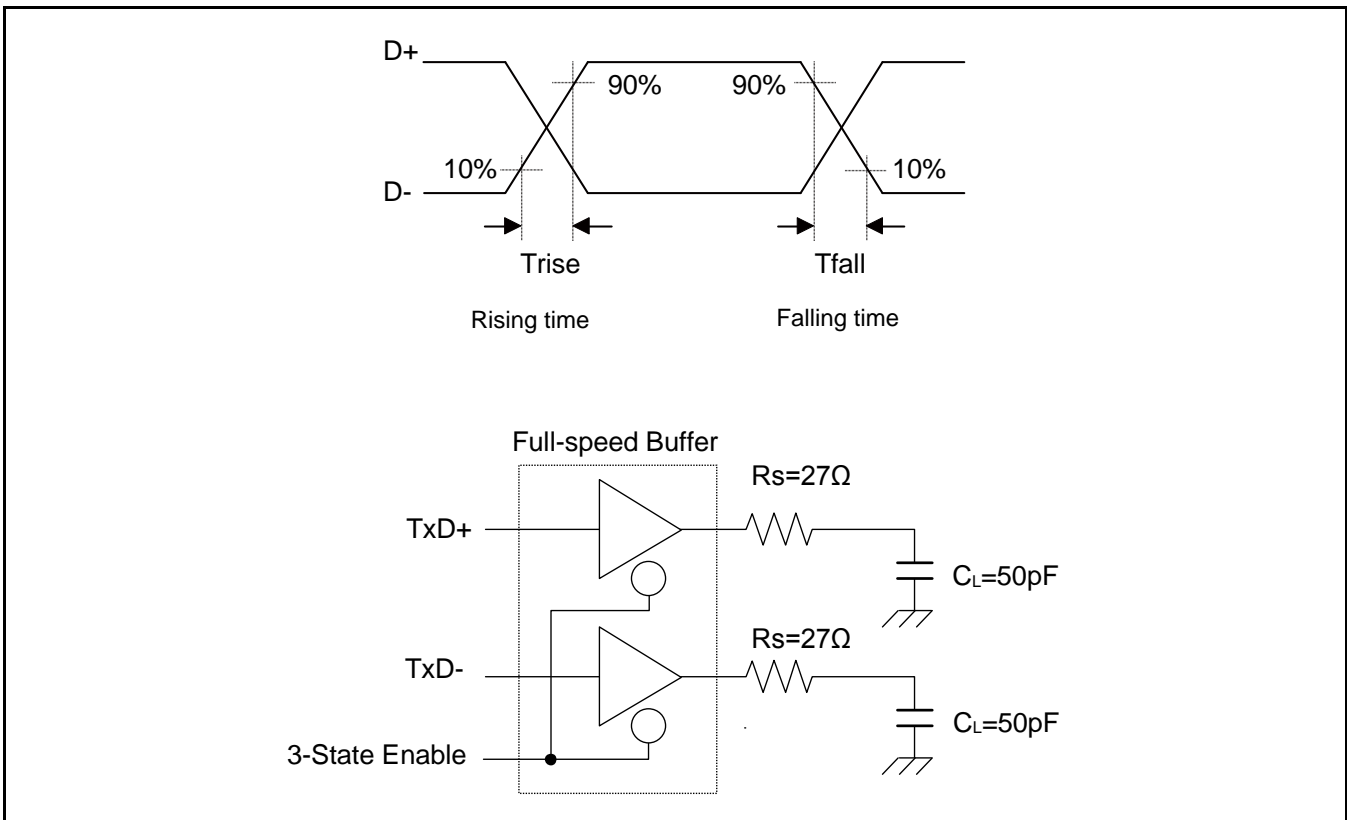 D+
90% 90%
10% 10%
D-
Trise Tfall
Rising time Falling time
Full-speed Buffer
Rs=27Ω
TxD+
CL=50pF
Rs=27Ω
TxD-
CL=50pF
3-State Enable